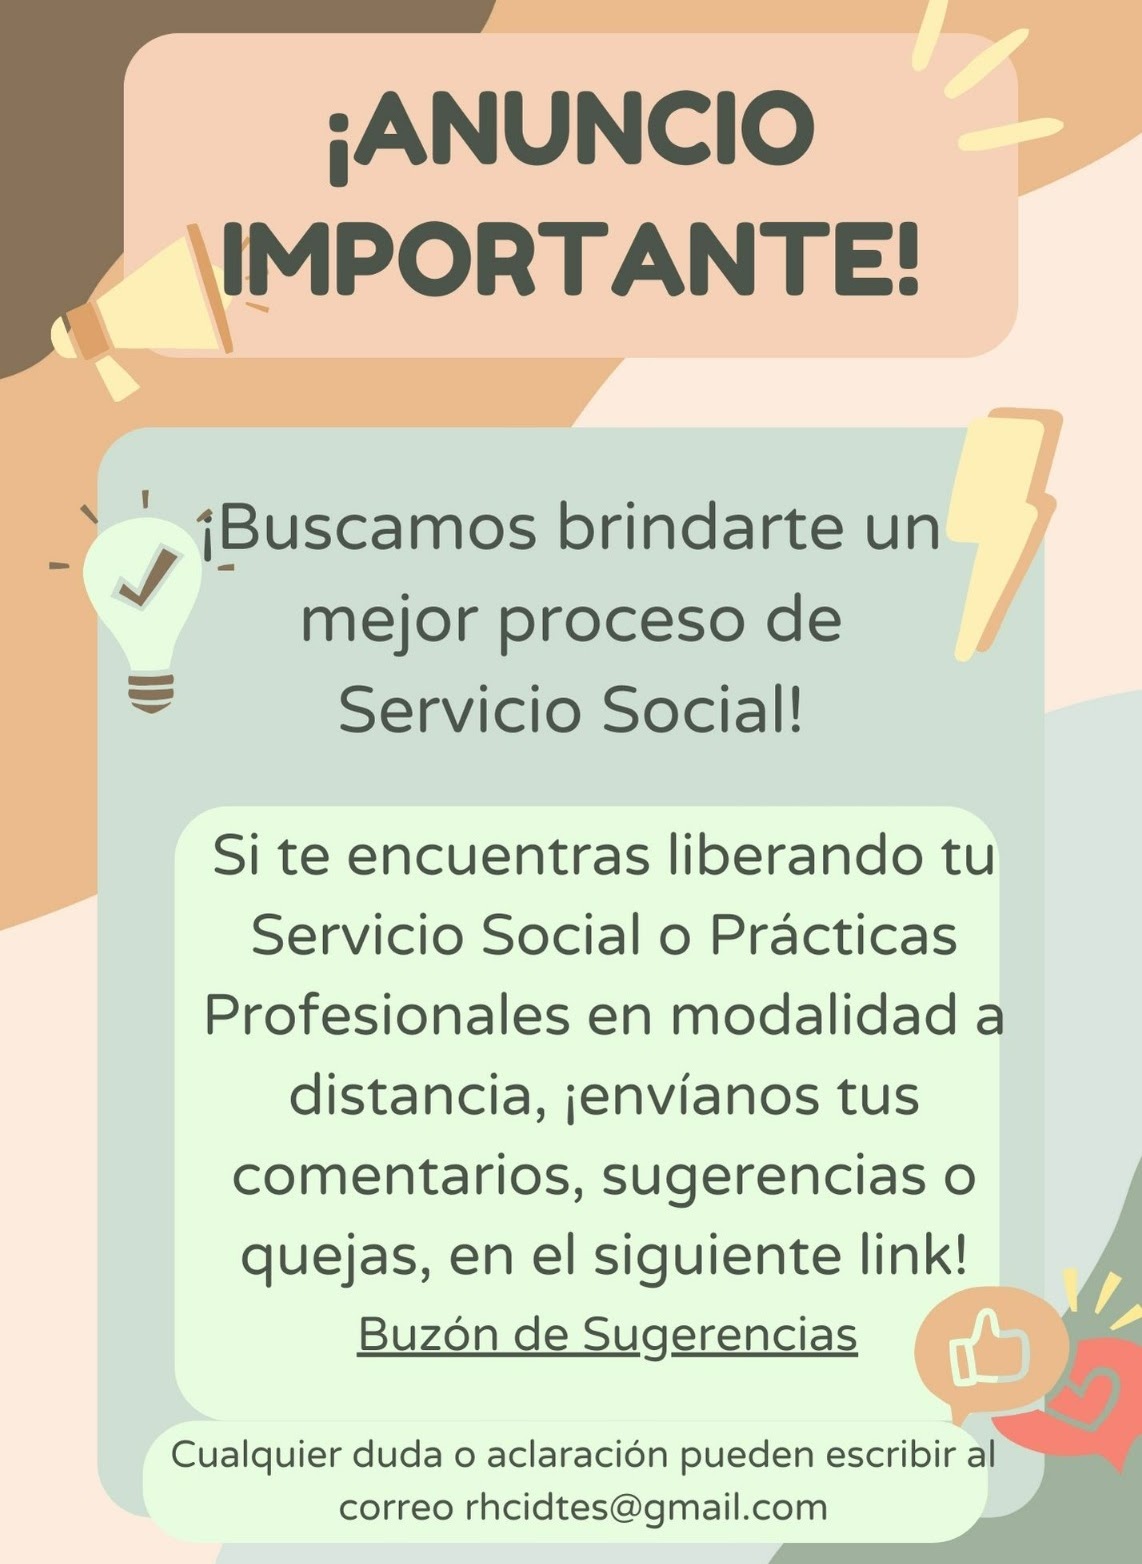 ¡ANUNCIO
IMPORTANTE!
¡Buscamos brindarte un
mejor proceso de
Servicio Social!
Si te encuentras liberando tu
Servicio Social o Prácticas
Profesionales en modalidad a
distancia, ¡envíanos tus
comentarios, sugerencias o
quejas, en el siguiente link!
Buzón de Sugerencias
Cualquier duda o aclaración pueden escribir al
correo rhcidtes@gmail.com